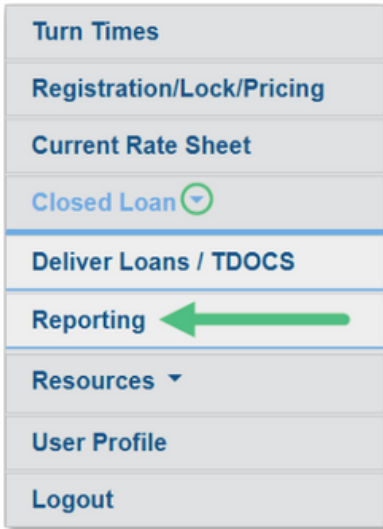 Turn Times
Registration/Lock/Pricing
Current Rate Sheet
Closed Loan
Deliver Loans / TDOCS
Reporting
Resources
User Profile
Logout